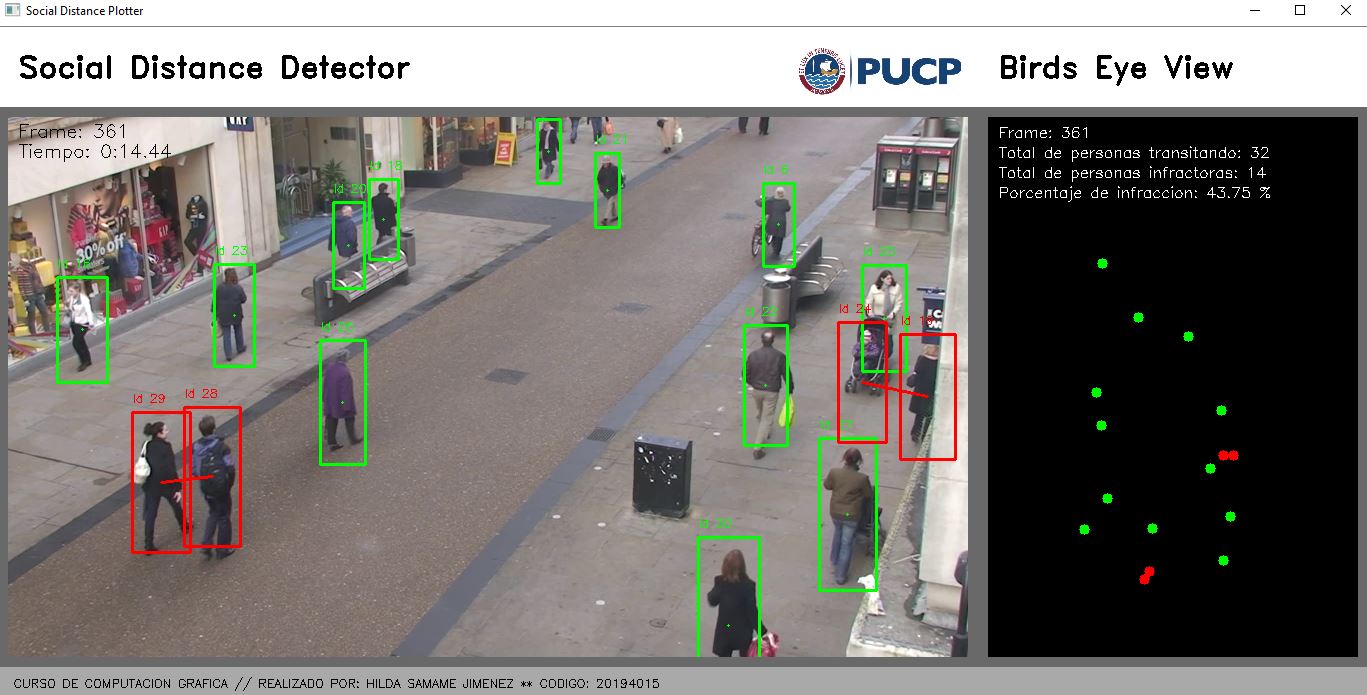 Social Distance Plotter
Social Distance Detector
PUCP
Birds Eye View
Frame: 361
Tiempo: 0:14.44
Frame: 361
Total de personas transitando: 32
Total de personas infractoras: 14
Porcentaje de infraccion: 43.75 %
30% off
Id 21
Id 18
Id 20
Id 6
Id 23
Id 24
Id 29
Id 28
CURSO DE COMPUTACION GRAFICA // REALIZADO POR: HILDA SAMAME JIMENEZ ** CODIGO: 20194015